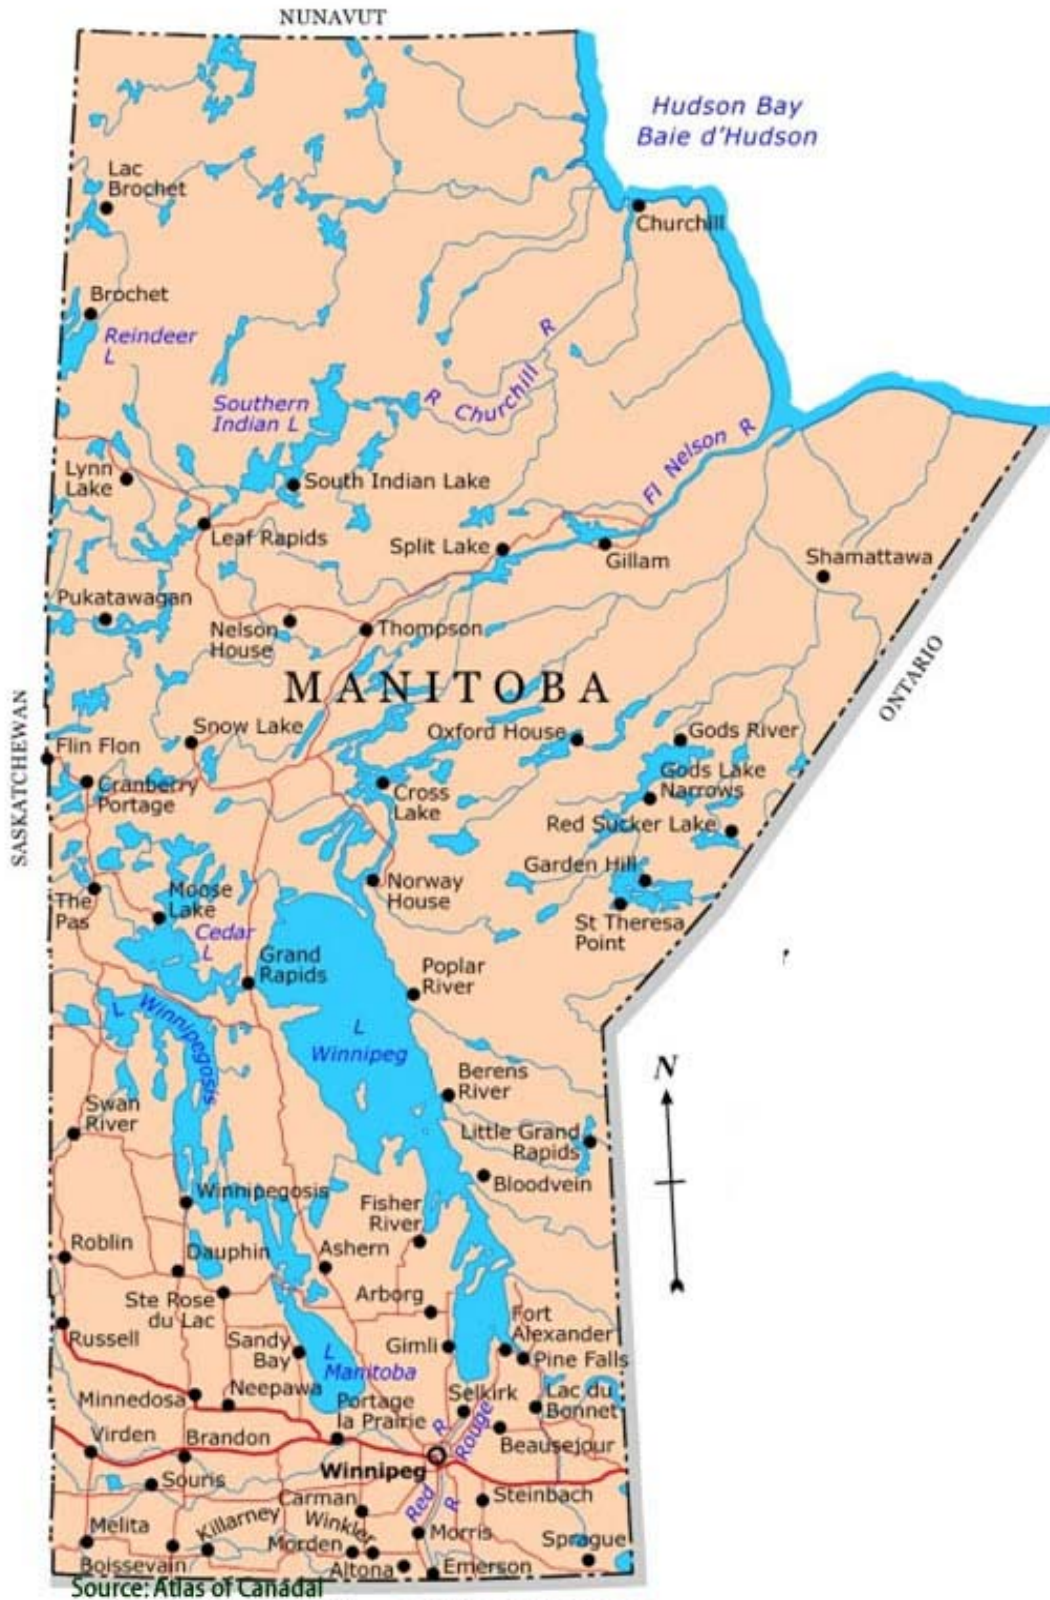 NUNAVUT
Hudson Bay
Baie d'Hudson
Lac
Brochet
Churchill
Brochet
Reindeer
L
R Churchill R
Southern
Indian L
Fl Nelson R
Lynn
Lake
South Indian Lake
Leaf Rapids
Split Lake
Gillam
Shamattawa
Pukatawagan
Nelson
House
Thompson
MANITOBA
ONTARIO
SASKATCHEWAN
Snow Lake
Oxford House
Gods River
Flin Flon
Cranberry
Portage
Cross
Lake
Gods Lake
Narrows
Red Sucker Lake
Garden Hill
The
Pas
Moose
Lake
Norway
House
St Theresa
Point
Cedar
L
Grand
Rapids
Poplar
River
L Winnipegosis
L
Winnipeg
Berens
River
N
Swan
River
Little Grand
Rapids
Bloodvein
Winnipegosis
Fisher
River
Roblin
Dauphin
Ashern
Ste Rose
du Lac
Arborg
Fort
Alexander
Russell
Sandy
Bay
L
Manitoba
Gimli
Pine Falls
Minnedosa
Neepawa
Portage
la Prairie
Selkirk
Lac du
Bonnet
R Rouge
Beausejour
Virden
Brandon
Winnipeg
Souris
Red R
Steinbach
Carman
Melita
Killarney
Winkler
Morris
Sprague
Boissevain
Morden
Altona
Emerson
Source: Atlas of Canadal